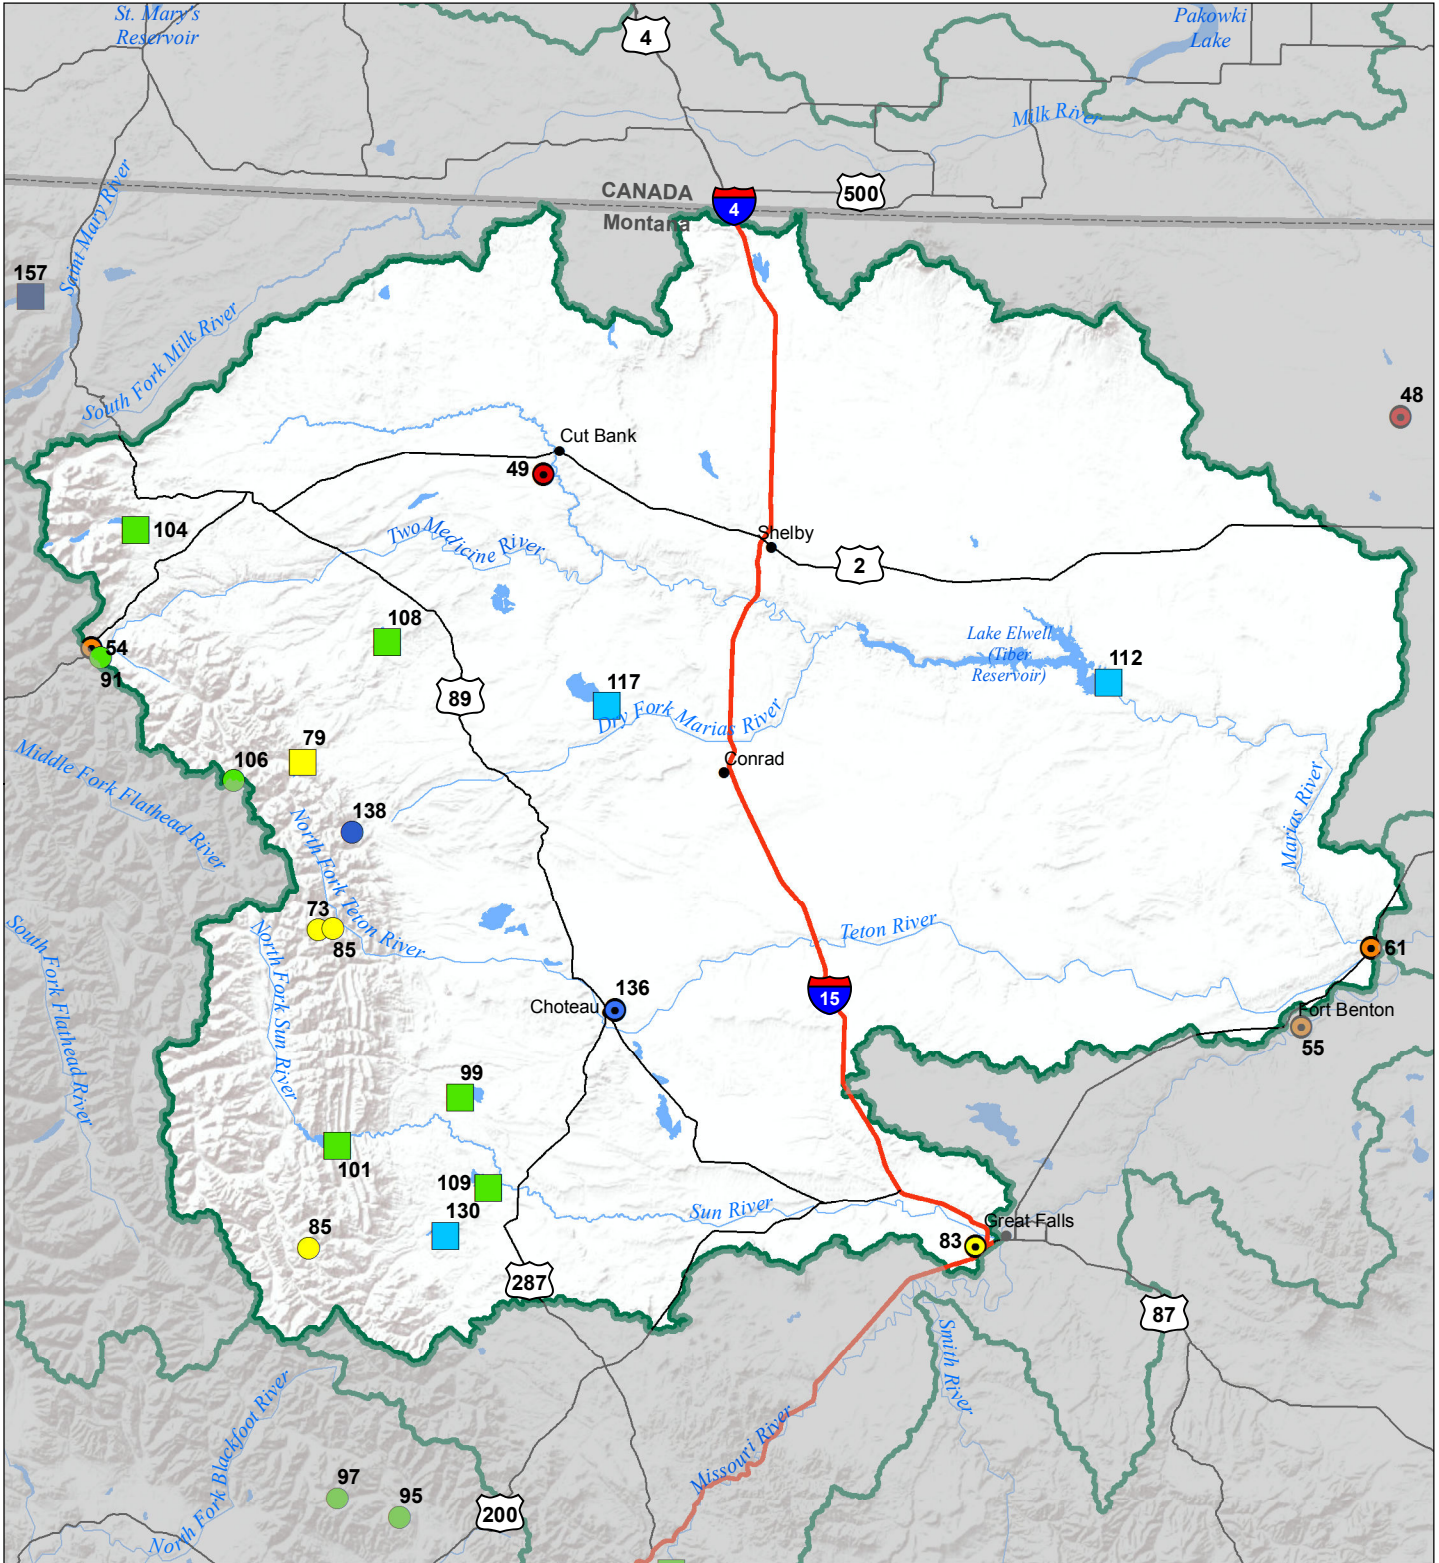 St. Mary's
Reservoir
4
Pakowki
Lake
Milk River
CANADA
Montana
4
500
157
Saint Mary River
South Fork Milk River
48
Cut Bank
49
104
Two Medicine River
Shelby
2
54
91
108
89
117
Dry Fork Marias River
Lake Elwell
(Tiber
Reservoir)
112
Middle Fork Flathead River
106
79
138
Conrad
Marias River
North Fork Teton River
73
85
South Fork Flathead River
North Fork Sun River
Teton River
61
Choteau
136
15
Fort Benton
55
99
101
109
130
85
Sun River
Great Falls
83
287
87
Smith River
Missouri River
North Fork Blackfoot River
97
95
200